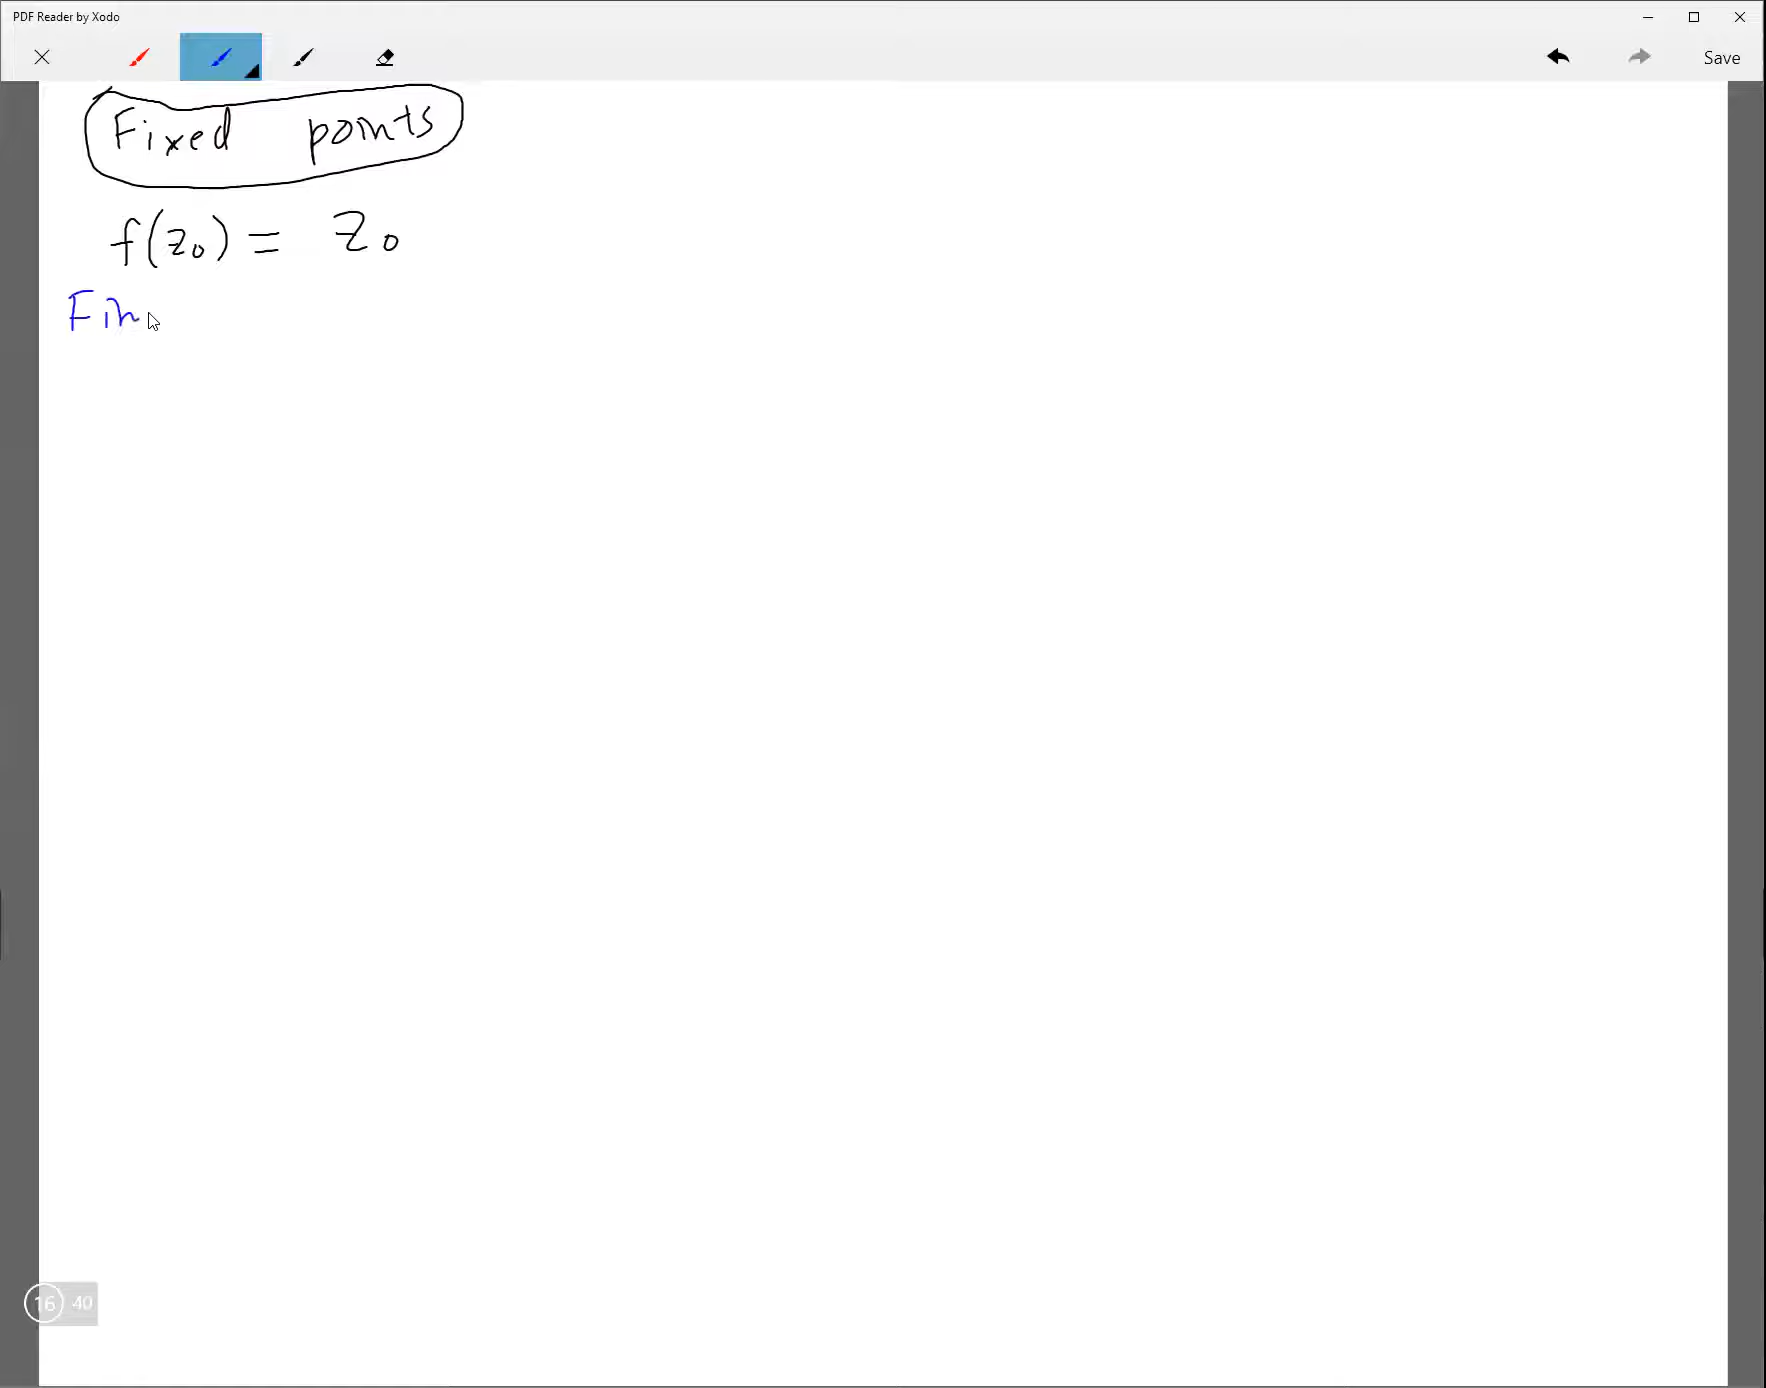 PDF Reader by Xodo
Save
Fixed points
f(z₀) = z₀
Fin
16 40